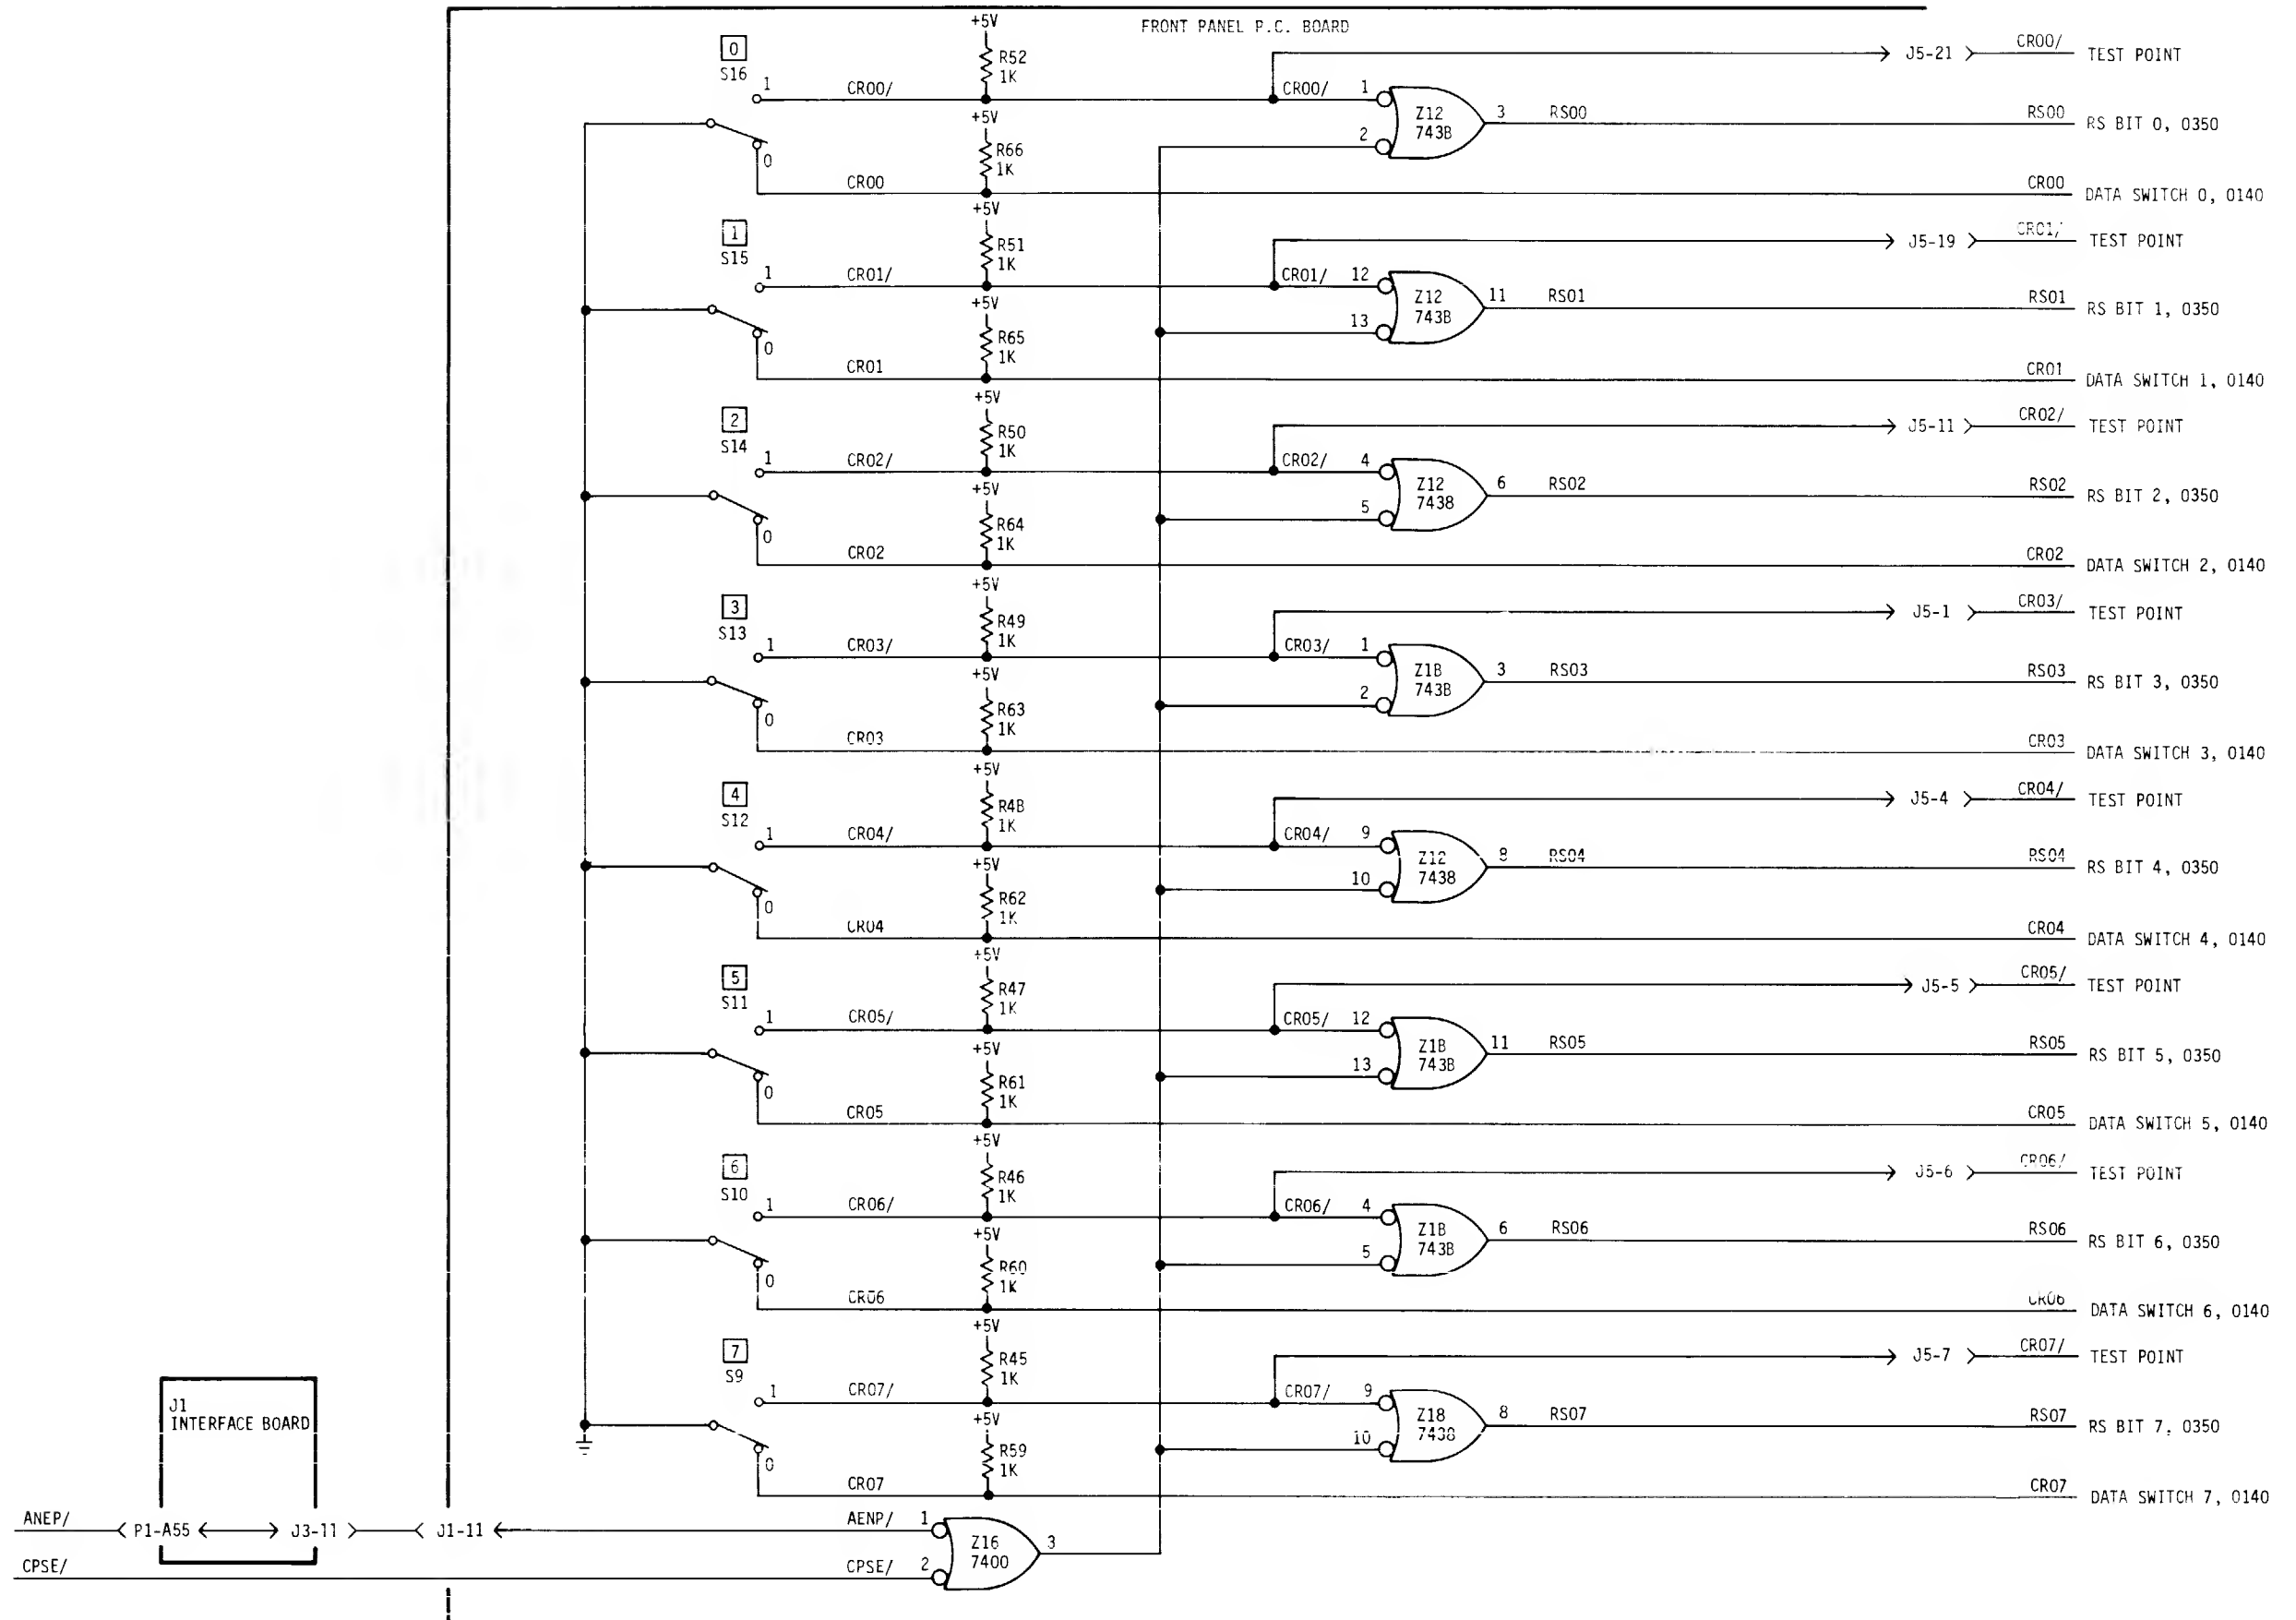 FRONT PANEL P.C. BOARD
+5V
0
S16
R52
1K
1
CR00/
CR00/
1
J5-21
CR00/
TEST POINT
+5V
Z12
743B
3
RS00
RS00
RS BIT 0, 0350
2
0
R66
1K
CR00
CR00
DATA SWITCH 0, 0140
+5V
1
S15
R51
1K
1
CR01/
CR01/
12
J5-19
CR01/
TEST POINT
+5V
Z12
743B
11
RS01
RS01
RS BIT 1, 0350
13
0
R65
1K
CR01
CR01
DATA SWITCH 1, 0140
+5V
2
S14
R50
1K
1
CR02/
CR02/
4
J5-11
CR02/
TEST POINT
+5V
Z12
7438
6
RS02
RS02
RS BIT 2, 0350
5
0
R64
1K
CR02
CR02
DATA SWITCH 2, 0140
+5V
3
S13
R49
1K
1
CR03/
CR03/
1
J5-1
CR03/
TEST POINT
+5V
Z1B
743B
3
RS03
RS03
RS BIT 3, 0350
2
0
R63
1K
CR03
CR03
DATA SWITCH 3, 0140
+5V
4
S12
R4B
1K
1
CR04/
CR04/
9
J5-4
CR04/
TEST POINT
+5V
Z12
7438
8
RS04
RS04
RS BIT 4, 0350
10
0
R62
1K
CR04
CR04
DATA SWITCH 4, 0140
+5V
5
S11
R47
1K
1
CR05/
CR05/
12
J5-5
CR05/
TEST POINT
+5V
Z1B
743B
11
RS05
RS05
RS BIT 5, 0350
13
0
R61
1K
CR05
CR05
DATA SWITCH 5, 0140
+5V
6
S10
R46
1K
1
CR06/
CR06/
4
J5-6
CR06/
TEST POINT
+5V
Z1B
743B
6
RS06
RS06
RS BIT 6, 0350
5
0
R60
1K
CR06
CR06
DATA SWITCH 6, 0140
+5V
7
S9
R45
1K
1
CR07/
CR07/
9
J5-7
CR07/
TEST POINT
+5V
Z18
7438
8
RS07
RS07
RS BIT 7, 0350
10
0
R59
1K
CR07
CR07
DATA SWITCH 7, 0140
J1
INTERFACE BOARD
ANEP/
P1-A55
J3-11
J1-11
AENP/
1
Z16
7400
3
CPSE/
CPSE/
2